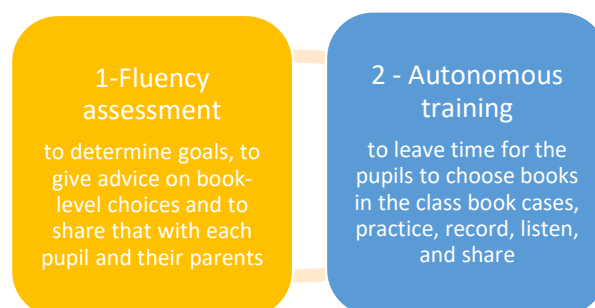 1-Fluency
assessment
to determine goals, to
give advice on book-
level choices and to
share that with each
pupil and their parents
2 - Autonomous
training
to leave time for the
pupils to choose books
in the class book cases,
practice, record, listen,
and share